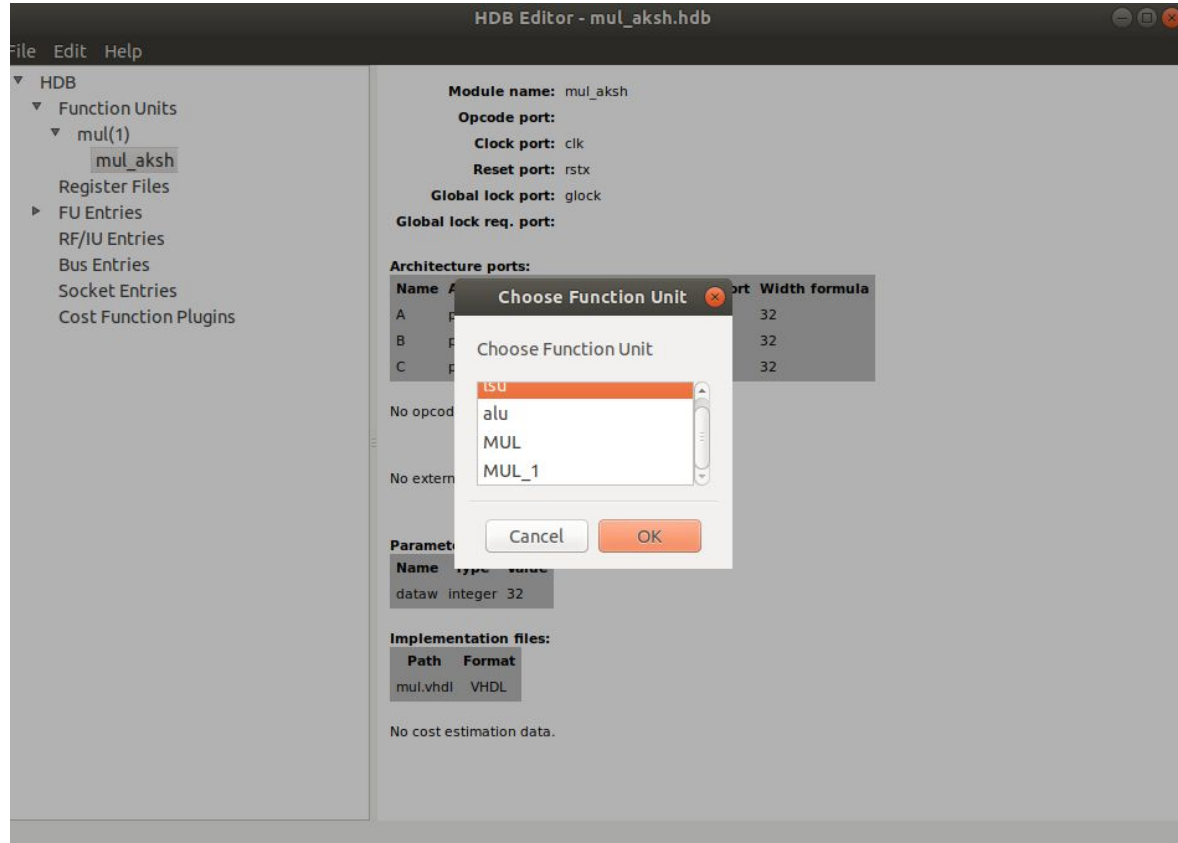 HDB Editor - mul_aksh.hdb
File Edit Help
HDB
Function Units
mul(1)
mul_aksh
Register Files
FU Entries
RF/IU Entries
Bus Entries
Socket Entries
Cost Function Plugins
Module name: mul_aksh
Opcode port:
Clock port: clk
Reset port: rstx
Global lock port: glock
Global lock req. port:
Architecture ports:
Name Width formula
A 32
B 32
C 32
No opcod
No extern
Paramet
Name Type Value
dataw integer 32
Implementation files:
Path Format
mul.vhdl VHDL
No cost estimation data.
Choose Function Unit
Choose Function Unit
lsu
alu
MUL
MUL_1
Cancel OK